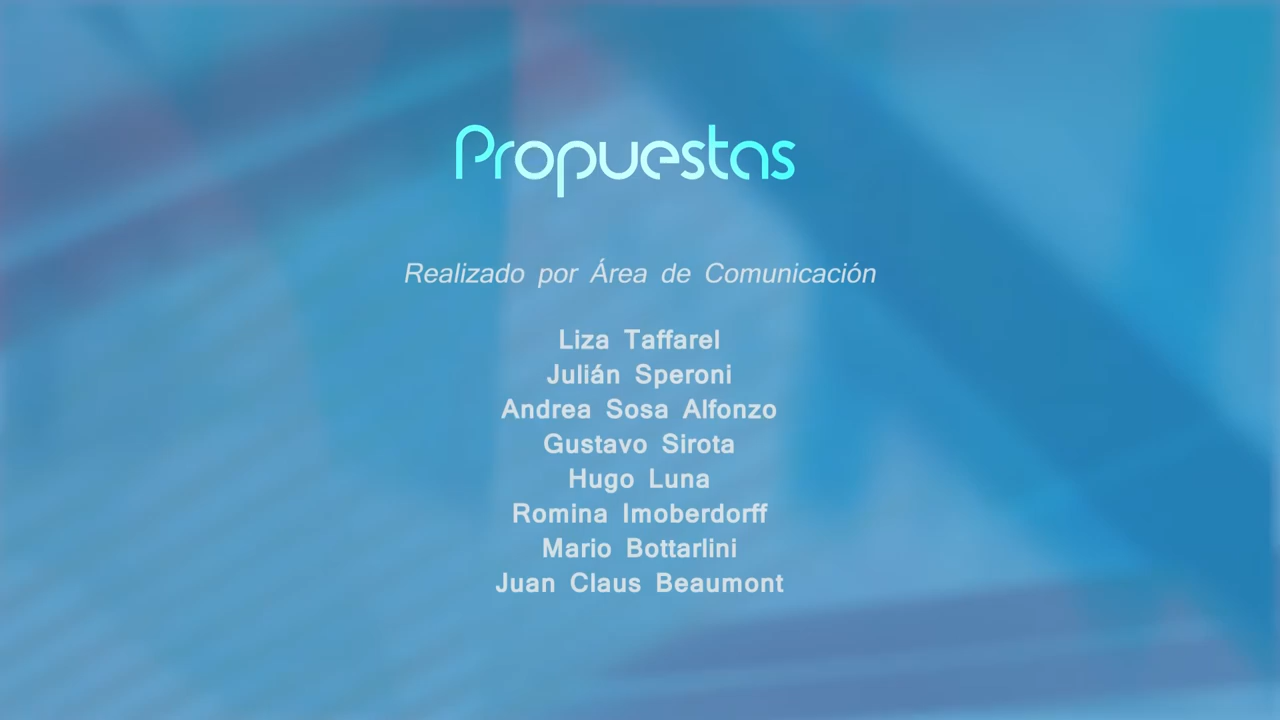 Propuestas
Realizado por Área de Comunicación
Liza Taffarel
Julián Speroni
Andrea Sosa Alfonzo
Gustavo Sirota
Hugo Luna
Romina Imoberdorff
Mario Bottarlini
Juan Claus Beaumont